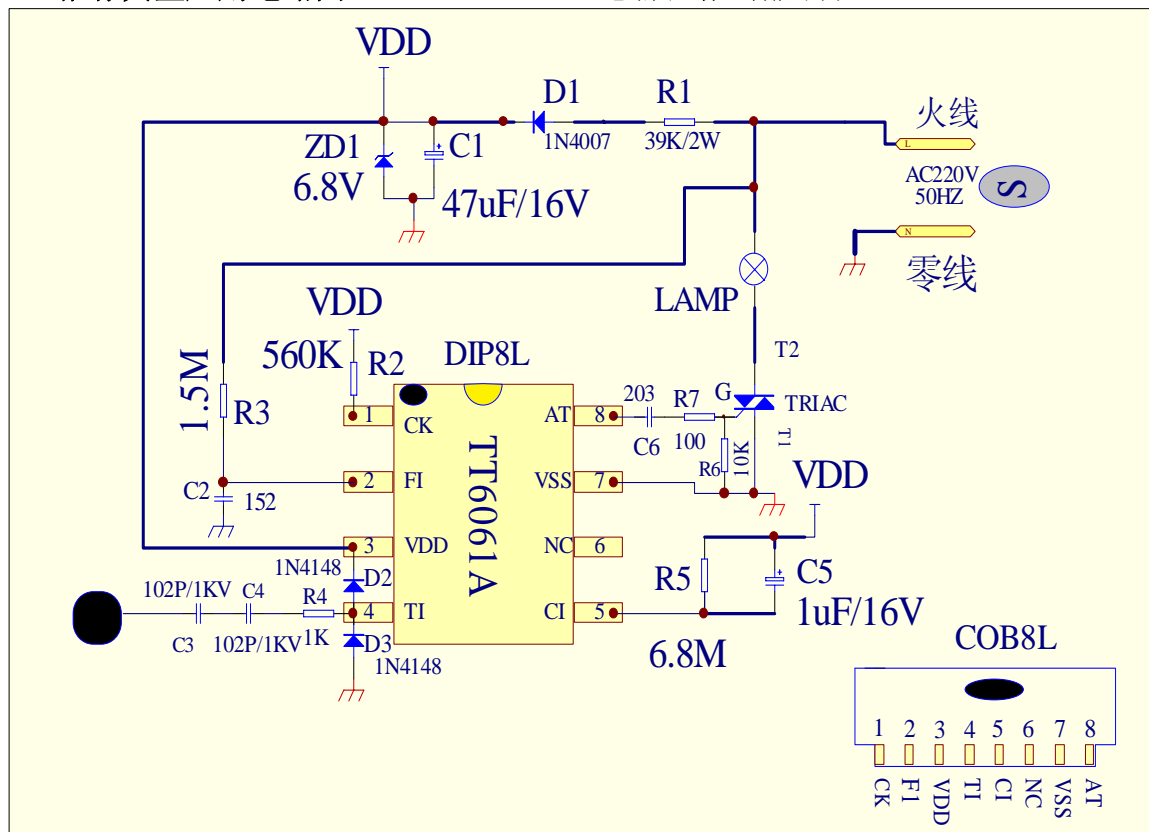 VDD
D1
R1
1N4007
39K/2W
ZD1
6.8V
C1
47uF/16V
火线
L
AC220V
50HZ
S
N
零线
LAMP
VDD
560K
R2
DIP8L
T2
1.5M
R3
1
CK
AT
8
203
C6
R7
100
G
TRIAC
T1
R6
10K
C2
152
2
FI
VSS
7
VDD
TT6061A
3
VDD
NC
6
1N4148
D2
R5
C5
1uF/16V
102P/1KV
C4
R4
4
TI
CI
5
C3
102P/1KV
1K
D3
1N4148
6.8M
COB8L
1 2 3 4 5 6 7 8
CK F1 VDD TI CI NC VSS AT